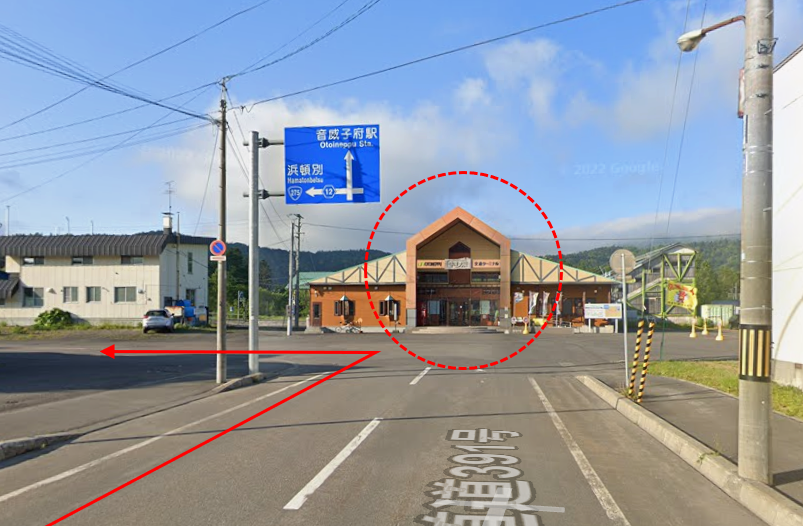 音威子府駅
Otoineppu Sta.
浜頓別
Hamatonbetsu
275
12
©2022 Google
道道391号